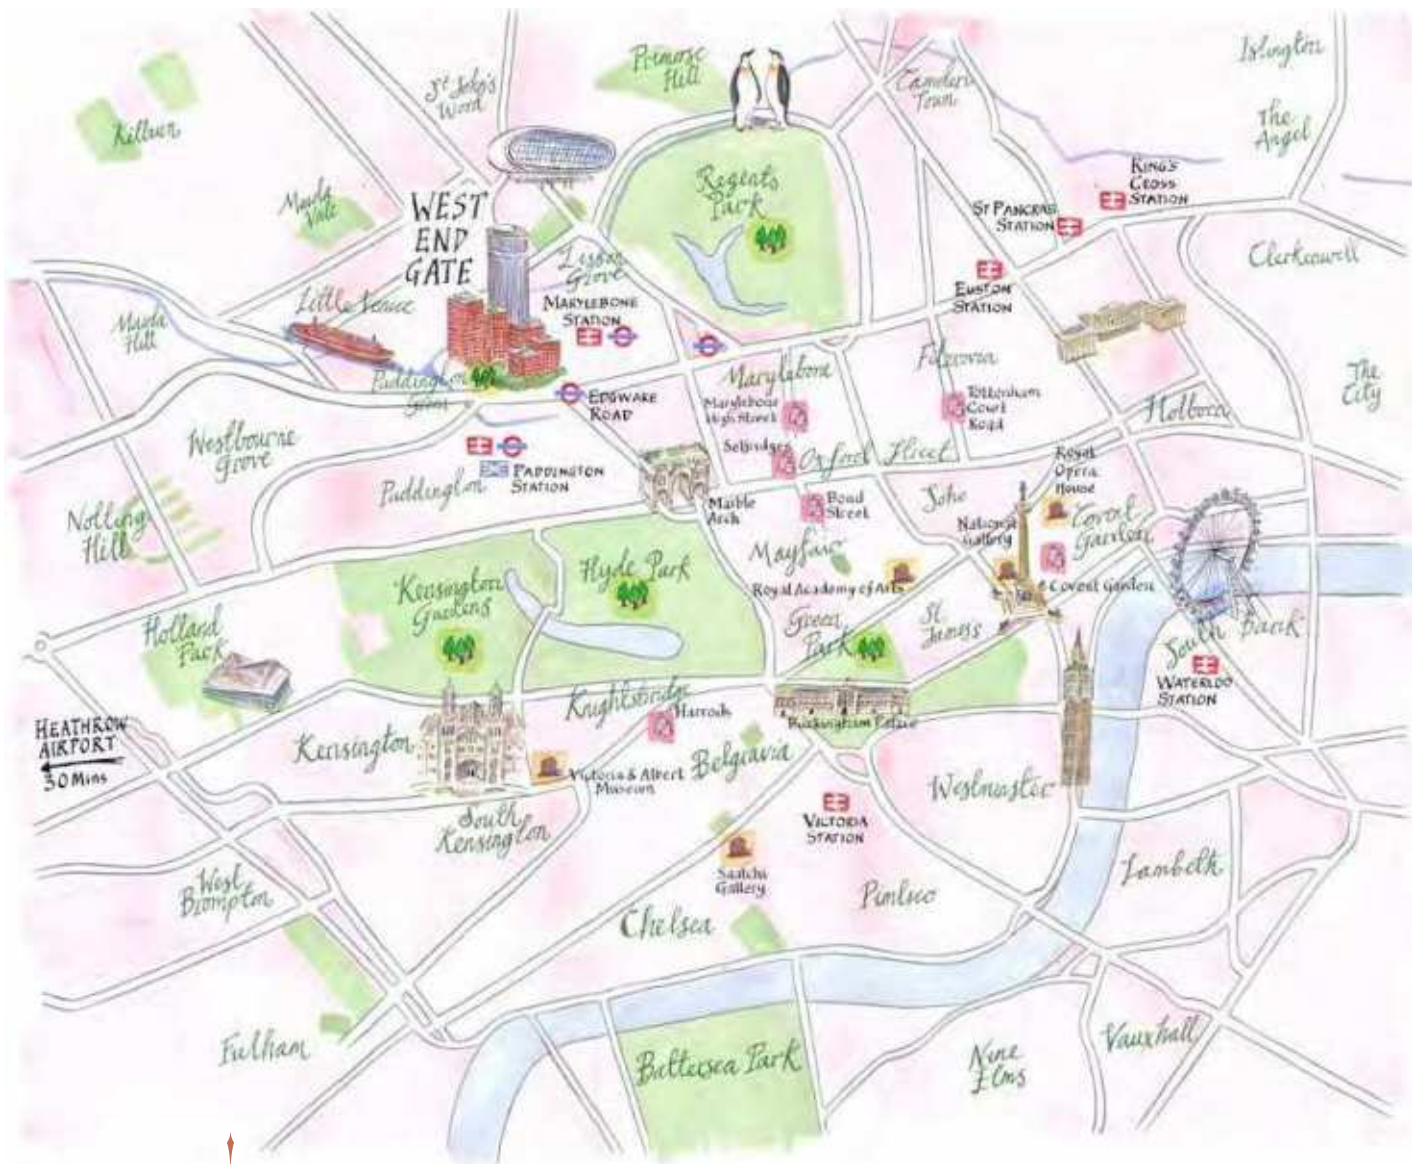 Primrose
Hill
Islington
St John's
Wood
Camden
Town
The
Angel
Kilburn
KING'S
CROSS
STATION
Regents
Park
Maida
Vale
WEST
END
GATE
ST PANCRAS
STATION
Clerkenwell
Lisson
Grove
EUSTON
STATION
Little Venice
MARYLEBONE
STATION
Maida
Hill
Fitzrovia
The
City
Marylebone
Paddington
Green
EDGWARE
ROAD
Marylebone
High Street
Tottenham
Court
Road
Holborn
Westbourne
Grove
Selfridges
Oxford Street
Royal
Opera
House
PADDINGTON
STATION
Paddington
Marble
Arch
Bond
Street
Soho
National
Gallery
Covent
Garden
Notting
Hill
Mayfair
Hyde Park
Kensington
Gardens
Royal Academy of Arts
Covent Garden
Holland
Park
Green
Park
St
James's
South Bank
WATERLOO
STATION
Knightsbridge
Harrods
Buckingham Palace
HEATHROW
AIRPORT
30 MINS
Kensington
Belgravia
Victoria & Albert
Museum
Westminster
South
Kensington
VICTORIA
STATION
West
Brompton
Saatchi
Gallery
Lambeth
Pimlico
Chelsea
Fulham
Battersea Park
Nine
Elms
Vauxhall